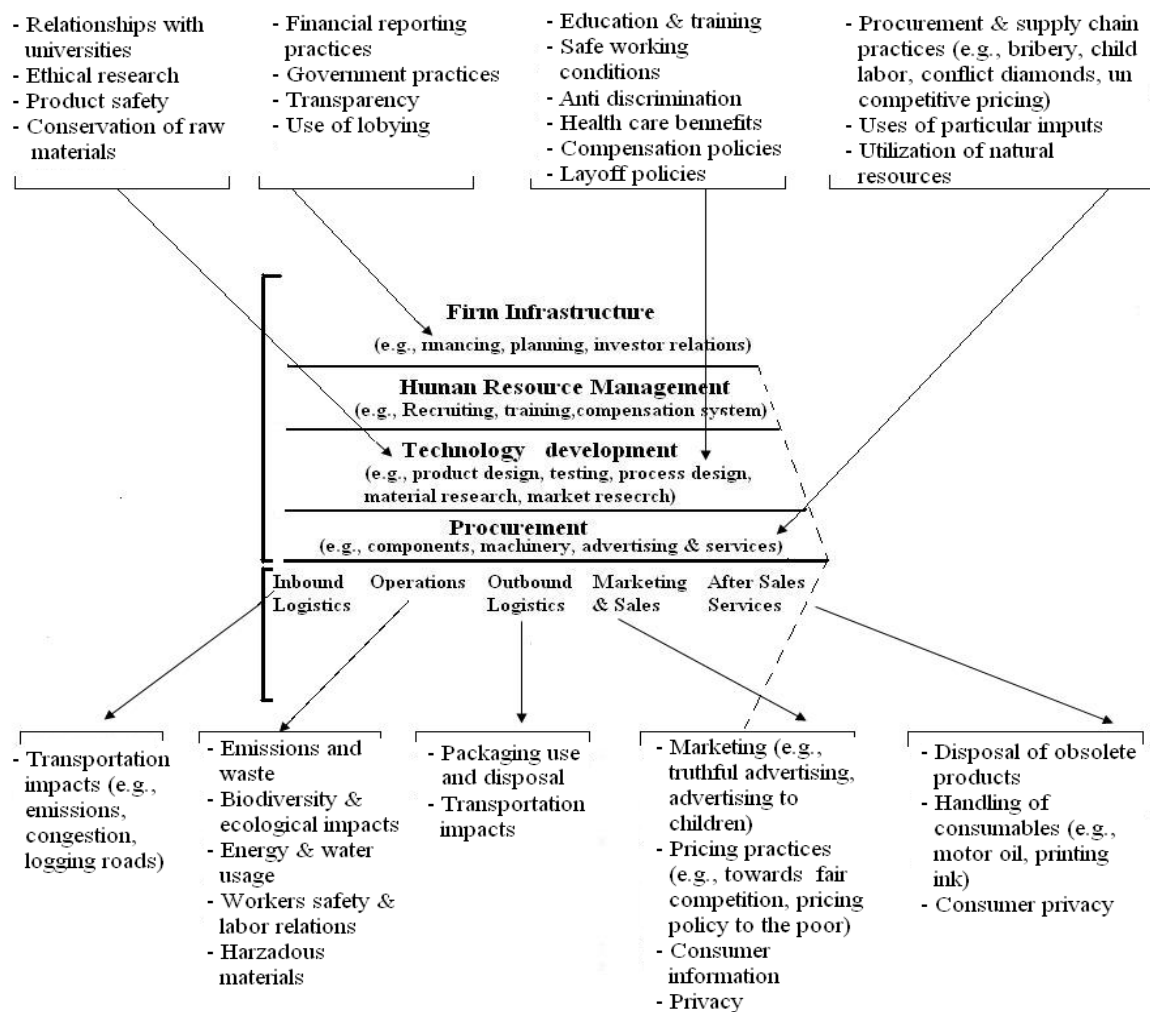 - Relationships with
universities
- Ethical research
- Product safety
- Conservation of raw
materials
- Financial reporting
practices
- Government practices
- Transparency
- Use of lobying
- Education & training
- Safe working
conditions
- Anti discrimination
- Health care bennefits
- Compensation policies
- Layoff policies
- Procurement & supply chain
practices (e.g., bribery, child
labor, conflict diamonds, un
competitive pricing)
- Uses of particular imputs
- Utilization of natural
resources
Firm Infrastructure
(e.g., financing, planning, investor relations)
Human Resource Management
(e.g., Recruiting, training,compensation system)
Technology development
(e.g., product design, testing, process design,
material research, market resecrch)
Procurement
(e.g., components, machinery, advertising & services)
Inbound
Logistics
Operations
Outbound
Logistics
Marketing
& Sales
After Sales
Services
- Transportation
impacts (e.g.,
emissions,
congestion,
logging roads)
- Emissions and
waste
- Biodiversity &
ecological impacts
- Energy & water
usage
- Workers safety &
labor relations
- Harzadous
materials
- Packaging use
and disposal
- Transportation
impacts
- Marketing (e.g.,
truthful advertising,
advertising to
children)
- Pricing practices
(e.g., towards fair
competition, pricing
policy to the poor)
- Consumer
information
- Privacy
- Disposal of obsolete
products
- Handling of
consumables (e.g.,
motor oil, printing
ink)
- Consumer privacy